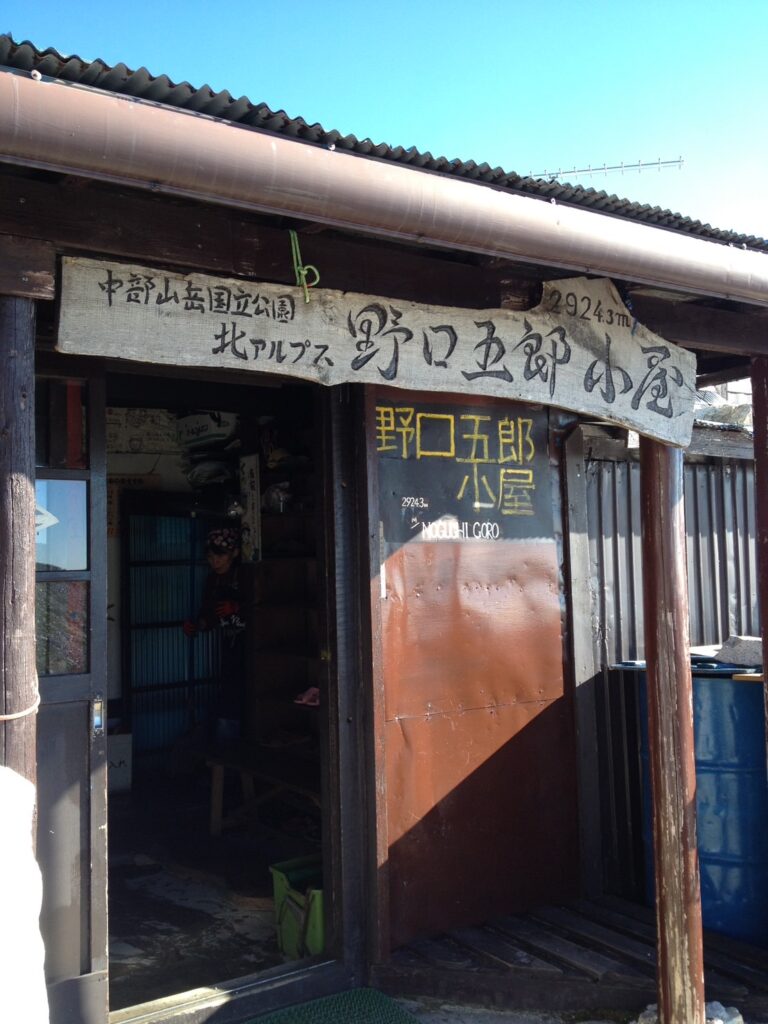 中部山岳国立公園
北アルプス 野口五郎小屋
2924.3m
野口五郎
小屋
2924.3m
NOGUCHI GORO